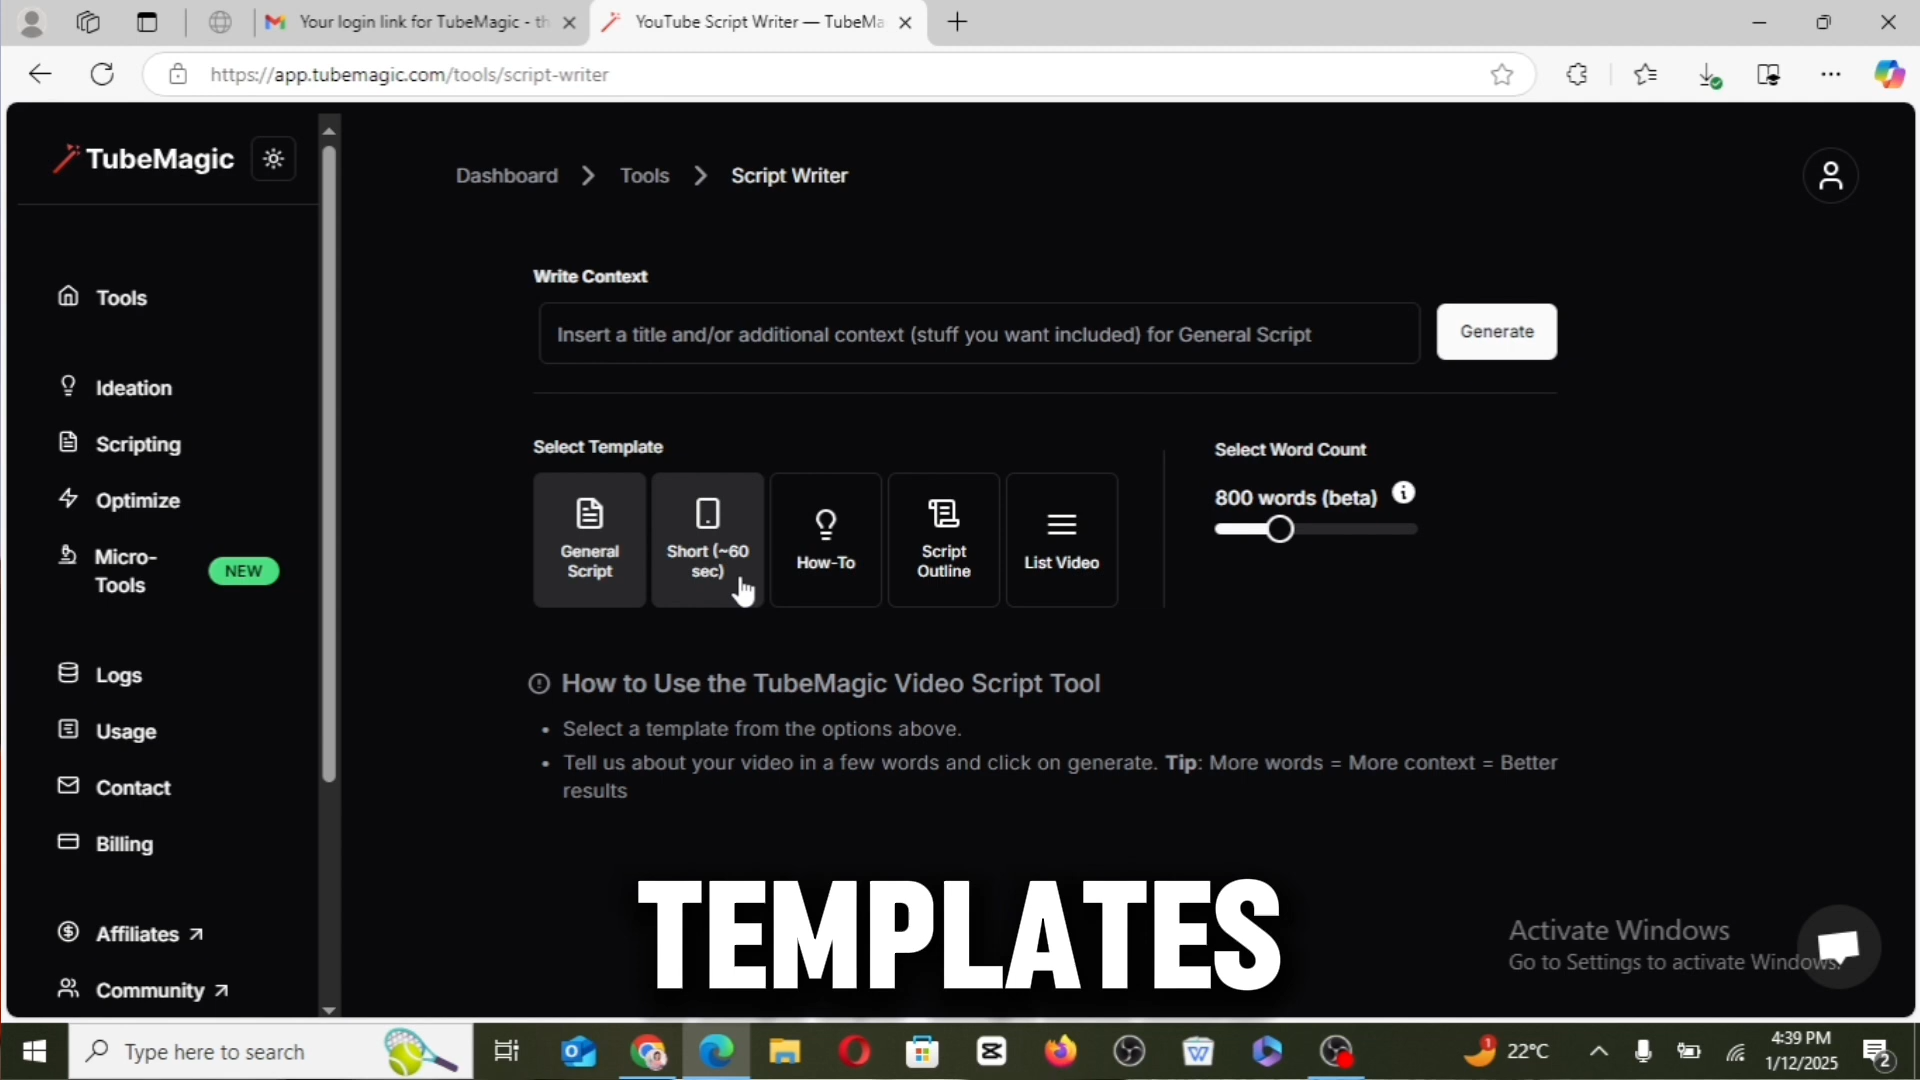 Your login link for TubeMagic - th
YouTube Script Writer — TubeMa
https://app.tubemagic.com/tools/script-writer
TubeMagic
Dashboard > Tools > Script Writer
Tools
Ideation
Scripting
Optimize
Micro-
Tools
NEW
Logs
Usage
Contact
Billing
Affiliates
Community
Write Context
Insert a title and/or additional context (stuff you want included) for General Script
Generate
Select Template
General
Script
Short (~60
sec)
How-To
Script
Outline
List Video
Select Word Count
800 words (beta)
How to Use the TubeMagic Video Script Tool
• Select a template from the options above.
• Tell us about your video in a few words and click on generate. Tip: More words = More context = Better
results
TEMPLATES
Activate Windows
Go to Settings to activate Windows.
Type here to search
1
22°C
4:39 PM
1/12/2025
2